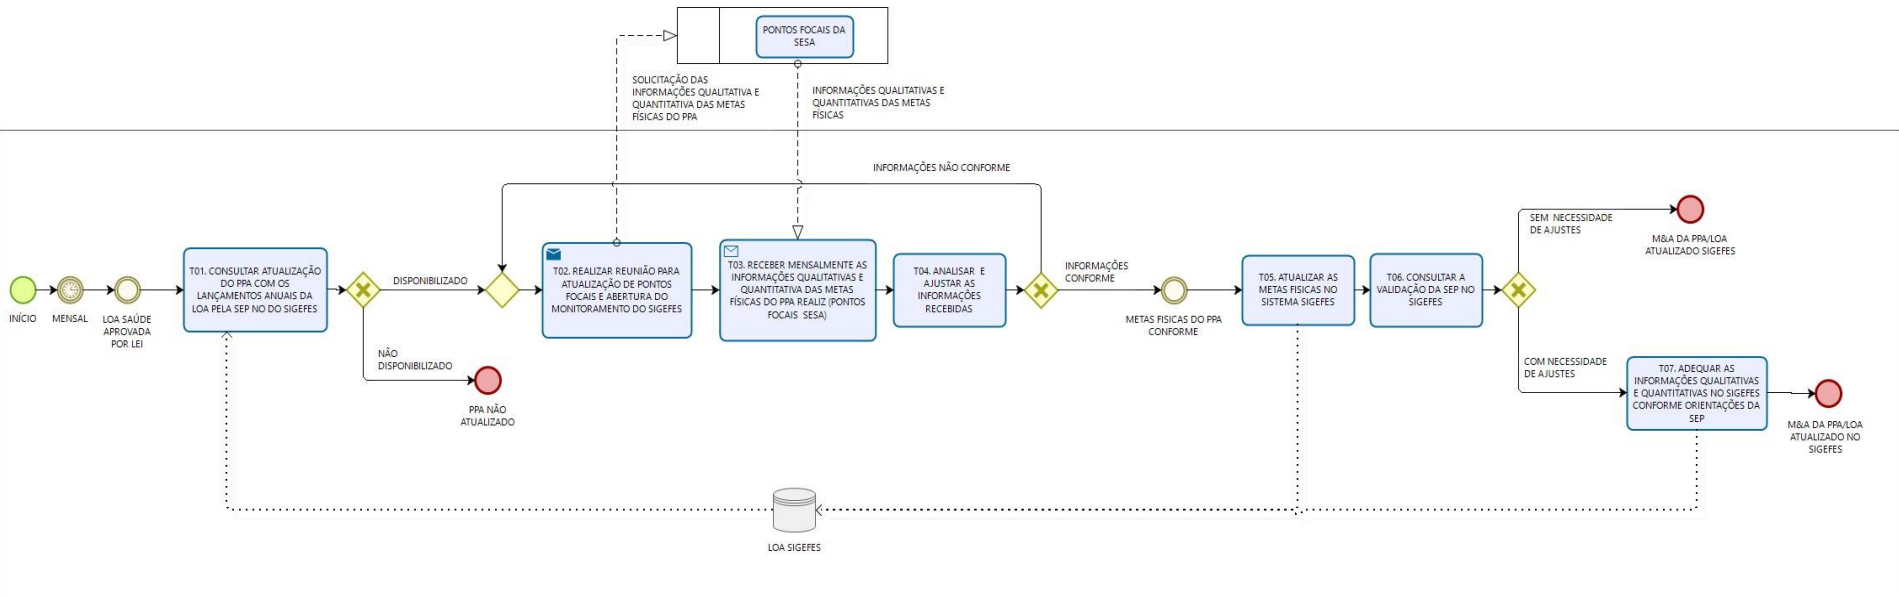 PONTOS FOCAIS DA
SESA
SOLICITAÇÃO DAS
INFORMAÇÕES QUALITATIVA E
QUANTITATIVA DAS METAS
FÍSICAS DO PPA
INFORMAÇÕES QUALITATIVAS E
QUANTITATIVAS DAS METAS
FÍSICAS
INFORMAÇÕES NÃO CONFORME
INÍCIO
MENSAL
LOA SAÚDE
APROVADA
POR LEI
T01. CONSULTAR ATUALIZAÇÃO
DO PPA COM OS
LANÇAMENTOS ANUAIS DA
LOA PELA SEP NO DO SIGEFES
DISPONIBILIZADO
NÃO
DISPONIBILIZADO
PPA NÃO
ATUALIZADO
T02. REALIZAR REUNIÃO PARA
ATUALIZAÇÃO DE PONTOS
FOCAIS E ABERTURA DO
MONITORAMENTO DO SIGEFES
T03. RECEBER MENSALMENTE AS
INFORMAÇÕES QUALITATIVAS E
QUANTITATIVA DAS METAS
FÍSICAS DO PPA REALIZ (PONTOS
FOCAIS SESA)
T04. ANALISAR E
AJUSTAR AS
INFORMAÇÕES
RECEBIDAS
INFORMAÇÕES
CONFORME
METAS FISICAS DO PPA
CONFORME
T05. ATUALIZAR AS
METAS FISICAS NO
SISTEMA SIGEFES
T06. CONSULTAR A
VALIDAÇÃO DA SEP NO
SIGEFES
SEM NECESSIDADE
DE AJUSTES
M&A DA PPA/LOA
ATUALIZADO SIGEFES
COM NECESSIDADE
DE AJUSTES
T07. ADEQUAR AS
INFORMAÇÕES QUALITATIVAS
E QUANTITATIVAS NO SIGEFES
CONFORME ORIENTAÇÕES DA
SEP
M&A DA PPA/LOA
ATUALIZADO NO
SIGEFES
LOA SIGEFES